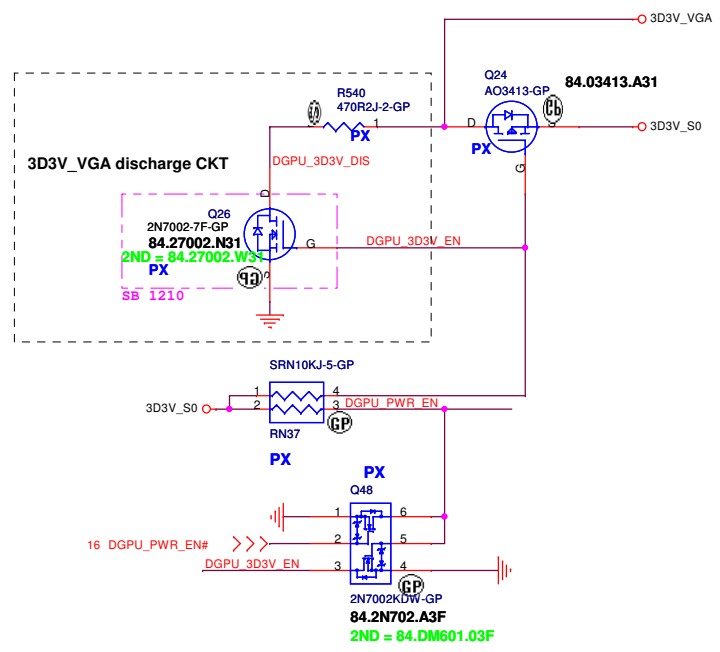 3D3V_VGA
Q24
AO3413-GP
84.03413.A31
R540
470R2J-2-GP
1
PX
D
3D3V_S0
PX
G
3D3V_VGA discharge CKT
DGPU_3D3V_DIS
D
Q26
2N7002-7F-GP
84.27002.N31
2ND = 84.27002.W31
PX
G
DGPU_3D3V_EN
S
SB 1210
SRN10KJ-5-GP
1
4
3D3V_S0
2
3
DGPU_PWR_EN
GP
RN37
PX
PX
Q48
1
6
16 DGPU_PWR_EN#
2
5
DGPU_3D3V_EN
3
4
GP
2N7002KDW-GP
84.2N702.A3F
2ND = 84.DM601.03F